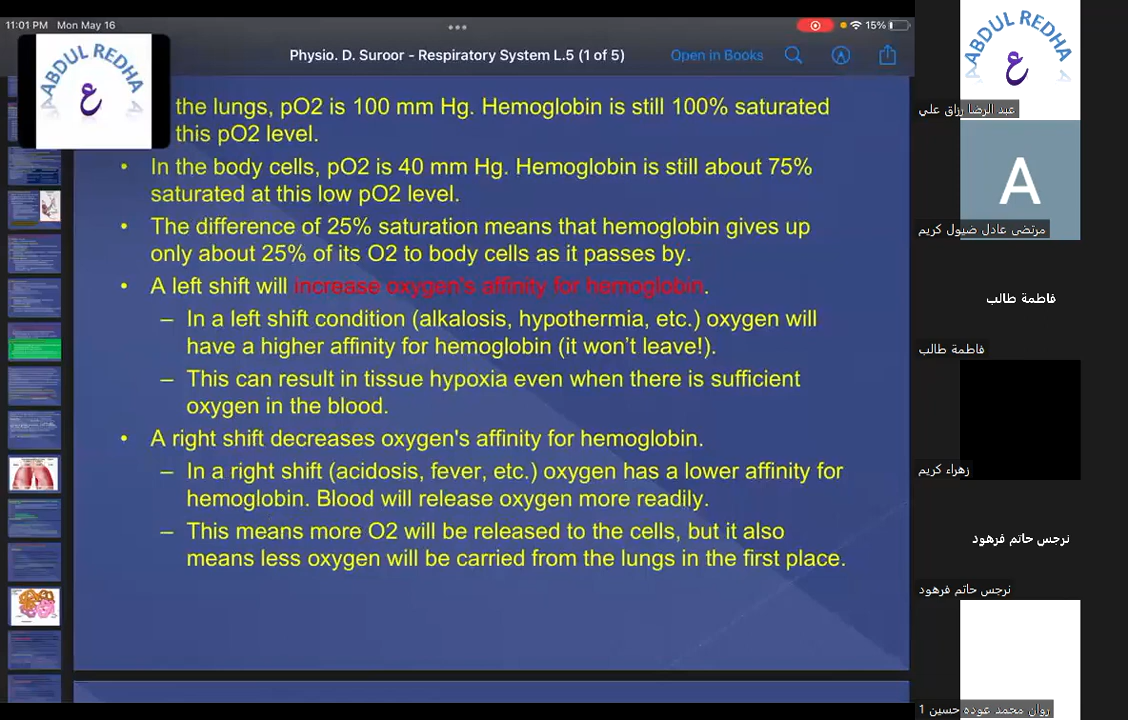 11:01 PM Mon May 16
15%
Physio. D. Suroor - Respiratory System L.5 (1 of 5)
Open in Books
ABDUL REDHA
ع
the lungs, pO2 is 100 mm Hg. Hemoglobin is still 100% saturated
this pO2 level.
• In the body cells, pO2 is 40 mm Hg. Hemoglobin is still about 75%
saturated at this low pO2 level.
• The difference of 25% saturation means that hemoglobin gives up
only about 25% of its O2 to body cells as it passes by.
• A left shift will increase oxygen's affinity for hemoglobin.
– In a left shift condition (alkalosis, hypothermia, etc.) oxygen will
have a higher affinity for hemoglobin (it won't leave!).
– This can result in tissue hypoxia even when there is sufficient
oxygen in the blood.
• A right shift decreases oxygen's affinity for hemoglobin.
– In a right shift (acidosis, fever, etc.) oxygen has a lower affinity for
hemoglobin. Blood will release oxygen more readily.
– This means more O2 will be released to the cells, but it also
means less oxygen will be carried from the lungs in the first place.
ABDUL REDHA
ع
عبد الرضا رزاق علي
A
مرتضى عادل ضيول كريم
فاطمة طالب
فاطمة طالب
زهراء كريم
نرجس حاتم فرهود
نرجس حاتم فرهود
روان محمد عوده حسين 1